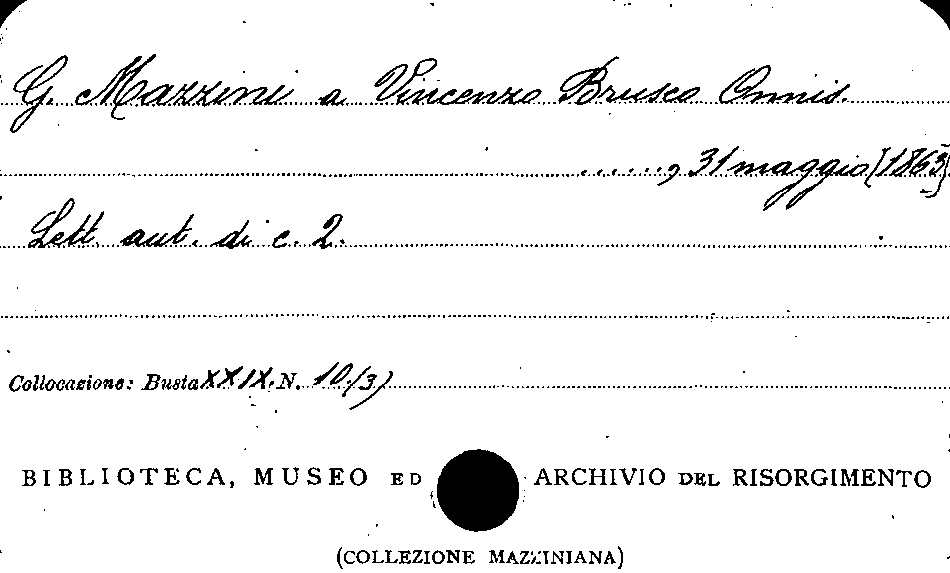 G. Mazzini a Vincenzo Brusco Onnis.
......, 31 maggio [1863].
Lett. aut. di c. 2.
Collocazione: Busta XXIX. N. 10/3)
BIBLIOTECA, MUSEO ED ARCHIVIO DEL RISORGIMENTO
(COLLEZIONE MAZZINIANA)